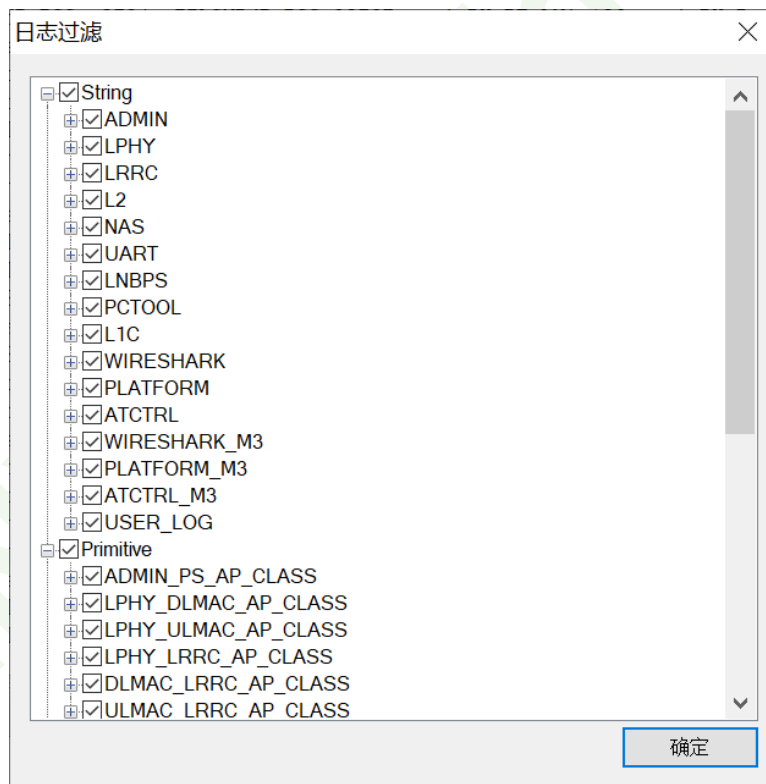 日志过滤
String
ADMIN
LPHY
LRRC
L2
NAS
UART
LNBPS
PCTOOL
L1C
WIRESHARK
PLATFORM
ATCTRL
WIRESHARK_M3
PLATFORM_M3
ATCTRL_M3
USER_LOG
Primitive
ADMIN_PS_AP_CLASS
LPHY_DLMAC_AP_CLASS
LPHY_ULMAC_AP_CLASS
LPHY_LRRC_AP_CLASS
DLMAC_LRRC_AP_CLASS
ULMAC_LRRC_AP_CLASS
确定